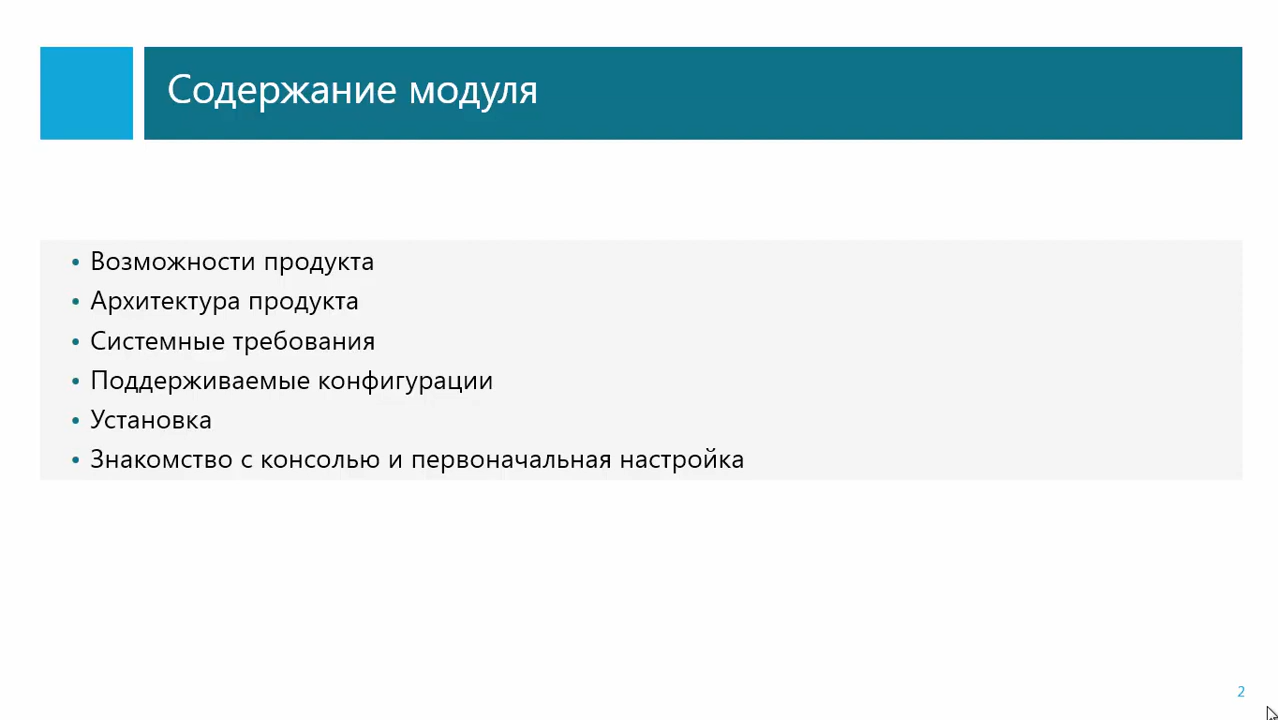 Содержание модуля
• Возможности продукта
• Архитектура продукта
• Системные требования
• Поддерживаемые конфигурации
• Установка
• Знакомство с консолью и первоначальная настройка
2